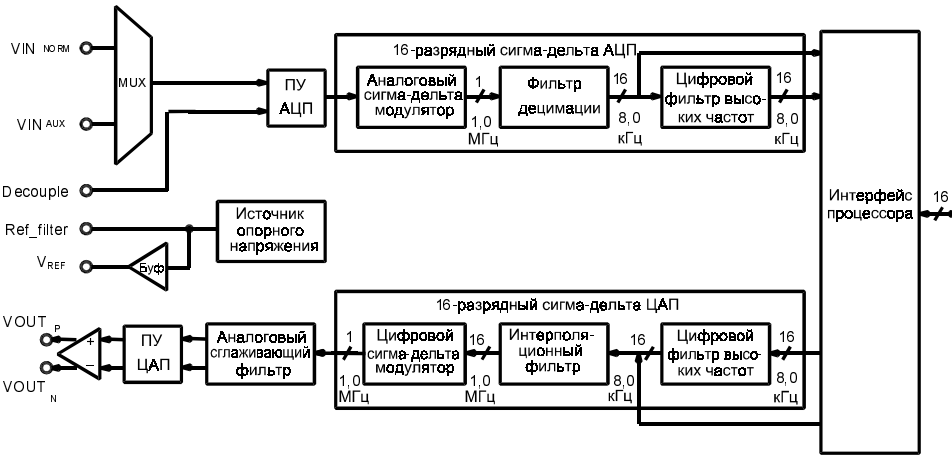 VIN NORM
MUX
VIN AUX
Decouple
Ref_filter
VREF
Буф
Источник
опорного
напряжения
ПУ
АЦП
16-разрядный сигма-дельта АЦП
Аналоговый
сигма-дельта
модулятор
1
1,0
МГц
Фильтр
децимации
16
8,0
кГц
Цифровой
фильтр высо-
ких частот
16
8,0
кГц
Интерфейс
процессора
16
16-разрядный сигма-дельта ЦАП
VOUT P
VOUT N
+
−
ПУ
ЦАП
Аналоговый
сглаживающий
фильтр
1
1,0
МГц
Цифровой
сигма-дельта
модулятор
16
1,0
МГц
Интерполя-
ционный
фильтр
16
8,0
кГц
Цифровой
фильтр высо-
ких частот
16
8,0
кГц